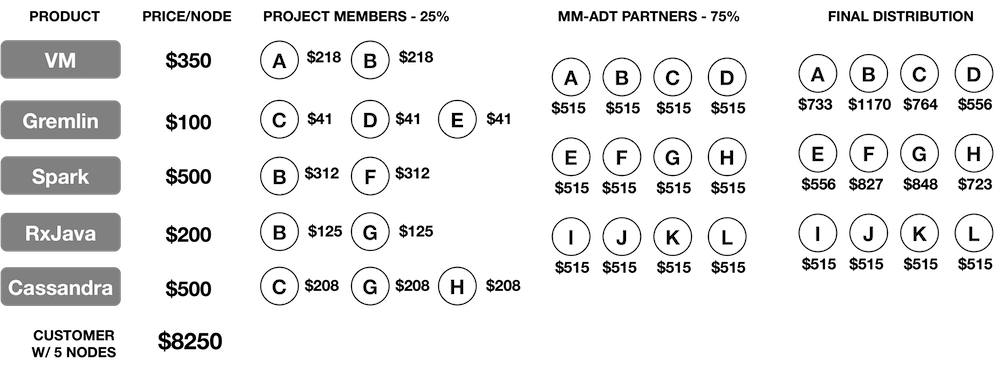 PRODUCT PRICE/NODE PROJECT MEMBERS - 25% MM-ADT PARTNERS - 75% FINAL DISTRIBUTION
VM $350 A $218 B $218
Gremlin $100 C $41 D $41 E $41
Spark $500 B $312 F $312
RxJava $200 B $125 G $125
Cassandra $500 C $208 G $208 H $208
CUSTOMER
W/ 5 NODES $8250
A B C D
$515 $515 $515 $515
E F G H
$515 $515 $515 $515
I J K L
$515 $515 $515 $515
A B C D
$733 $1170 $764 $556
E F G H
$556 $827 $848 $723
I J K L
$515 $515 $515 $515